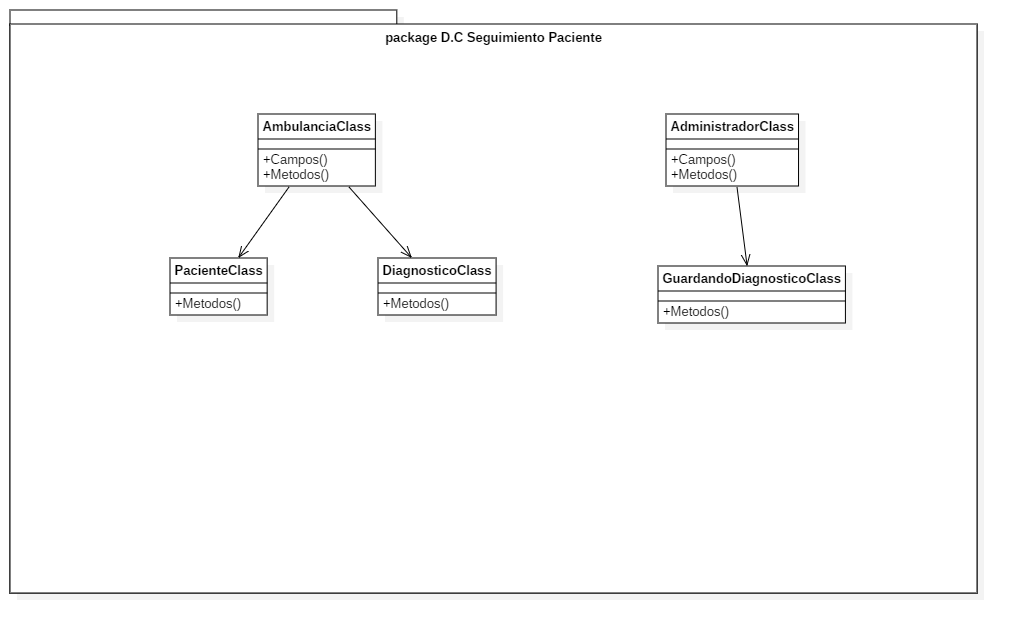 package D.C Seguimiento Paciente
AmbulanciaClass
+Campos()
+Metodos()
AdministradorClass
+Campos()
+Metodos()
PacienteClass
+Metodos()
DiagnosticoClass
+Metodos()
GuardandoDiagnosticoClass
+Metodos()